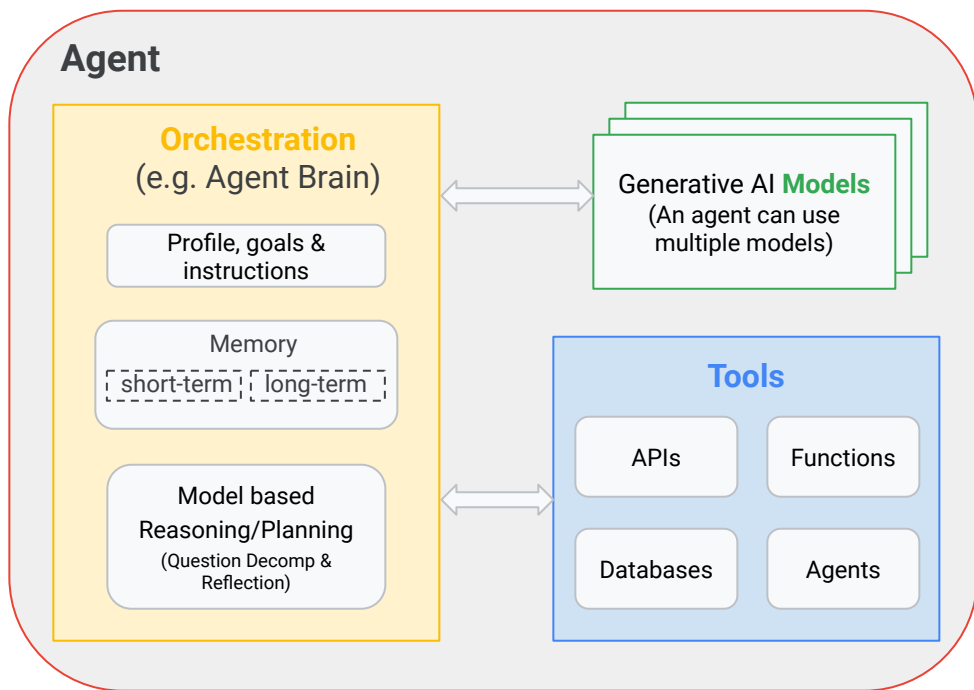 Agent
Orchestration
(e.g. Agent Brain)
Profile, goals &
instructions
Memory
short-term
long-term
Model based
Reasoning/Planning
(Question Decomp &
Reflection)
Generative AI Models
(An agent can use
multiple models)
Tools
APIs
Functions
Databases
Agents